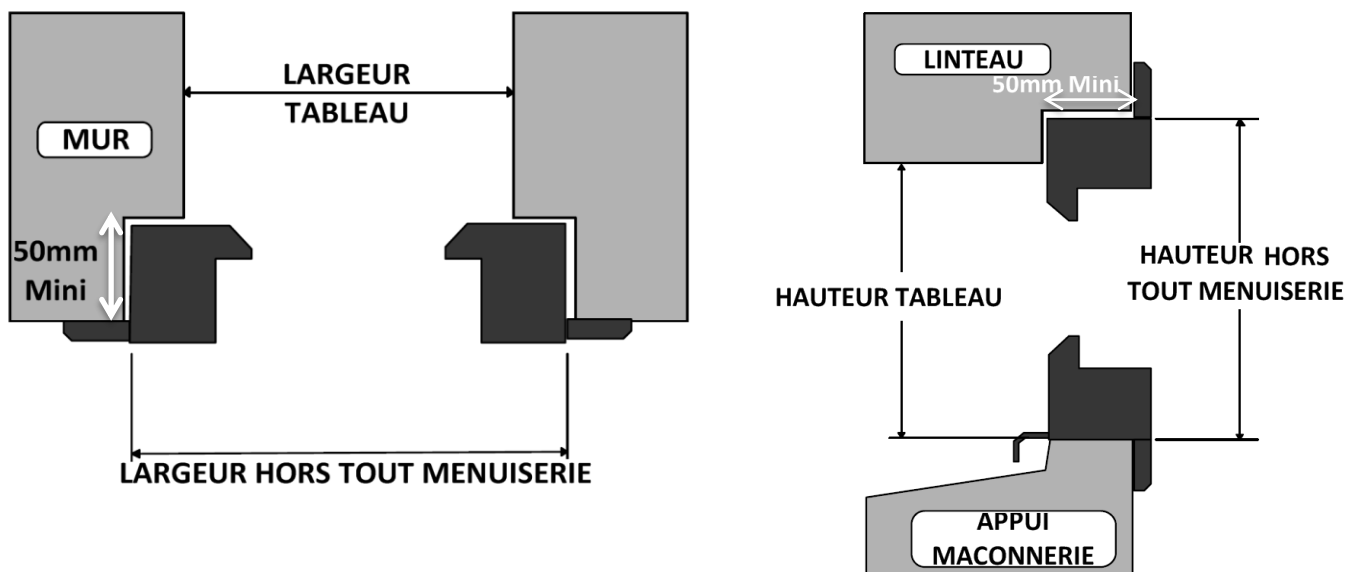 LARGEUR
TABLEAU
MUR
50mm
Mini
LARGEUR HORS TOUT MENUISERIE
LINTEAU
50mm Mini
HAUTEUR TABLEAU
HAUTEUR HORS
TOUT MENUISERIE
APPUI
MACONNERIE